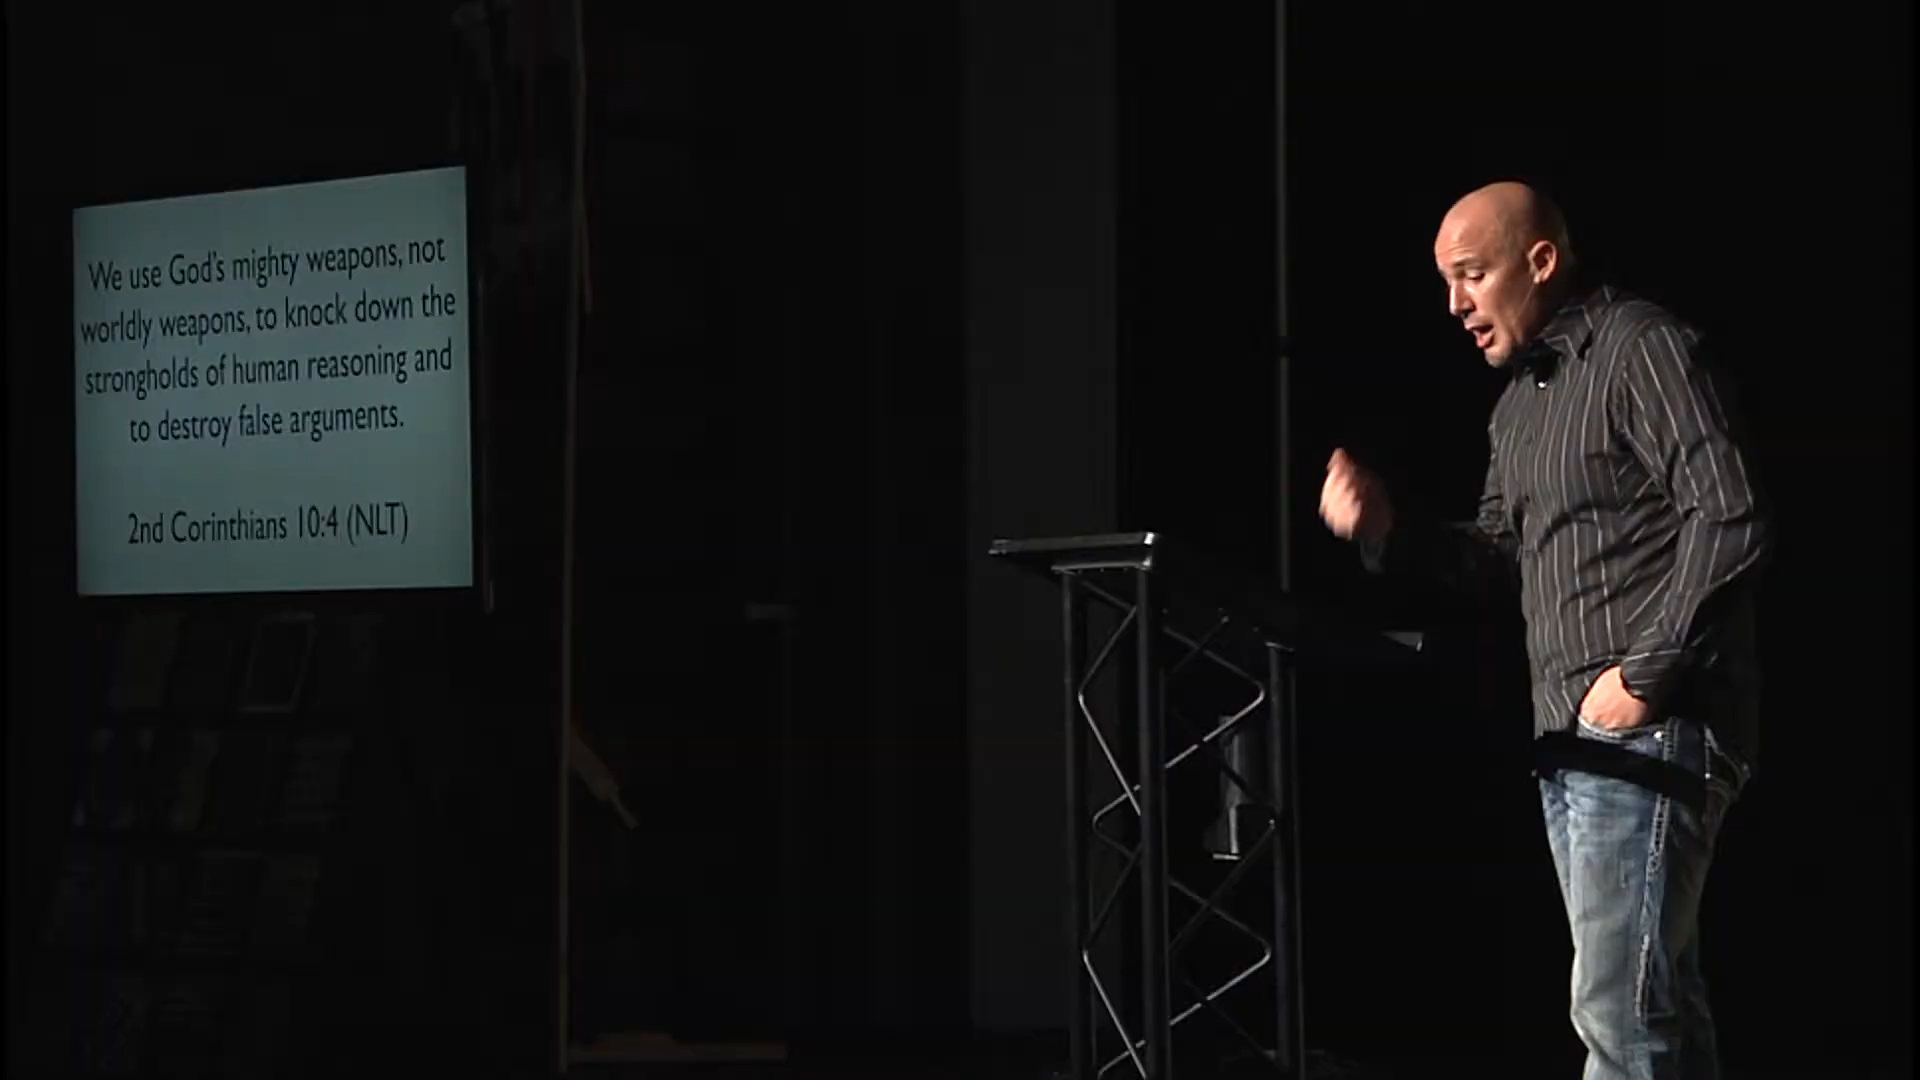 We use God's mighty weapons, not
worldly weapons, to knock down the
strongholds of human reasoning and
to destroy false arguments.
2nd Corinthians 10:4 (NLT)